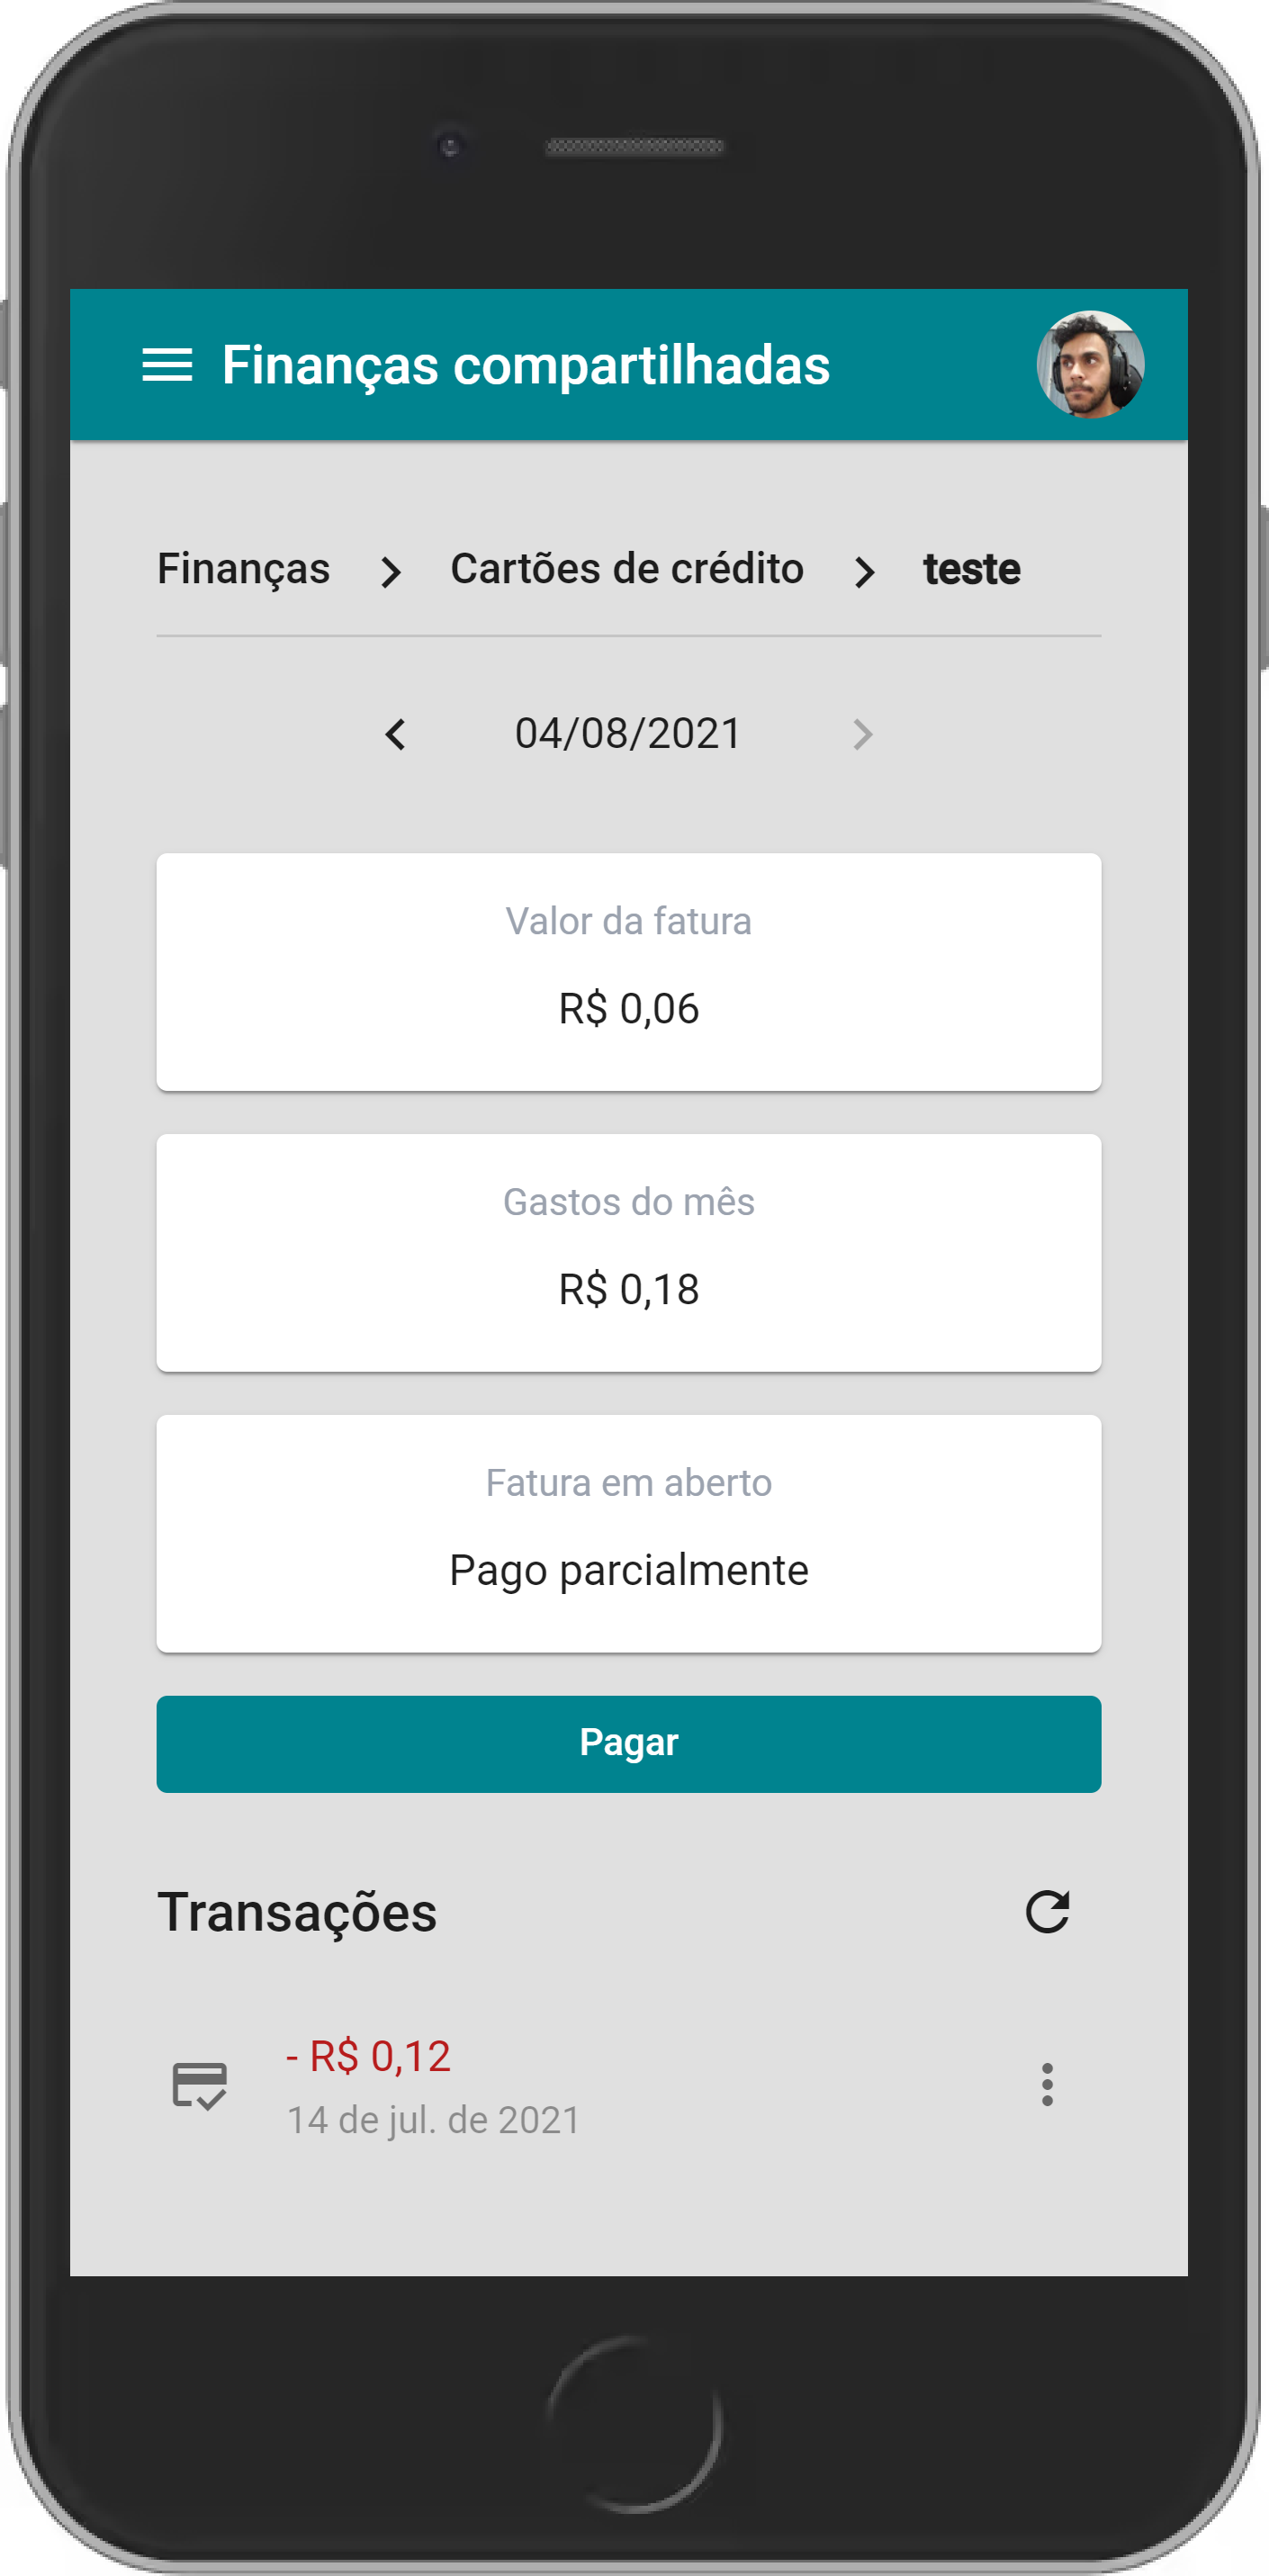 Finanças compartilhadas
Finanças > Cartões de crédito > teste
04/08/2021
Valor da fatura
R$ 0,06
Gastos do mês
R$ 0,18
Fatura em aberto
Pago parcialmente
Pagar
Transações
- R$ 0,12
14 de jul. de 2021